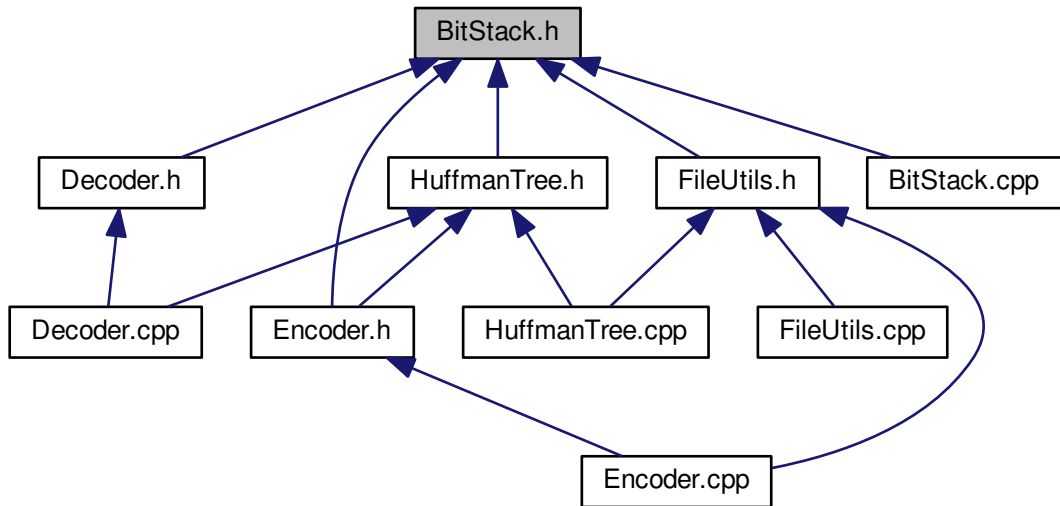 BitStack.h
Decoder.h
HuffmanTree.h
FileUtils.h
BitStack.cpp
Decoder.cpp
Encoder.h
HuffmanTree.cpp
FileUtils.cpp
Encoder.cpp